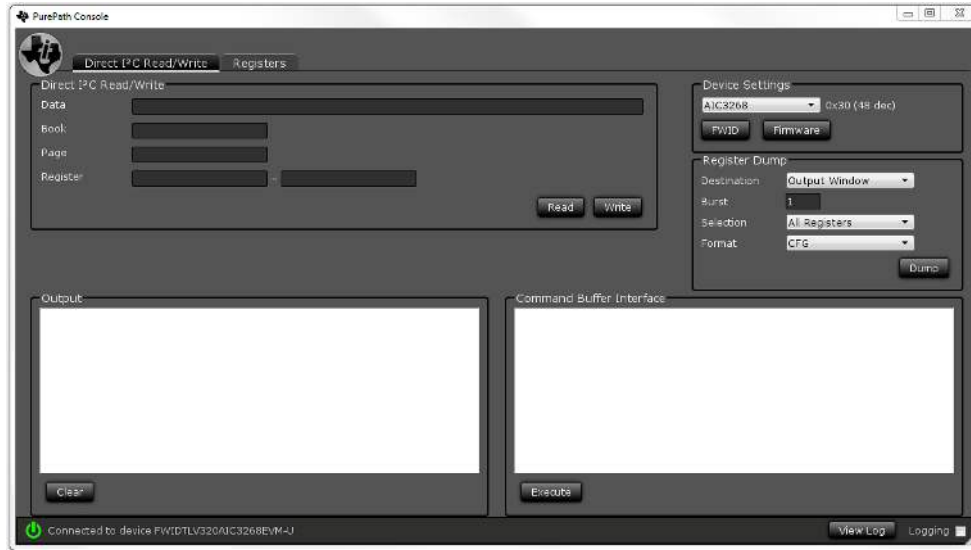 PurePath Console
Direct I²C Read/Write Registers
Direct I²C Read/Write
Data
Book
Page
Register -
Read Write
Device Settings
AIC3268 0x30 (48 dec)
FWID Firmware
Register Dump
Destination Output Window
Burst 1
Selection All Registers
Format CFG
Dump
Output
Clear
Command Buffer Interface
Execute
Connected to device FWIDTLV320AIC3268EVM-U
View Log Logging